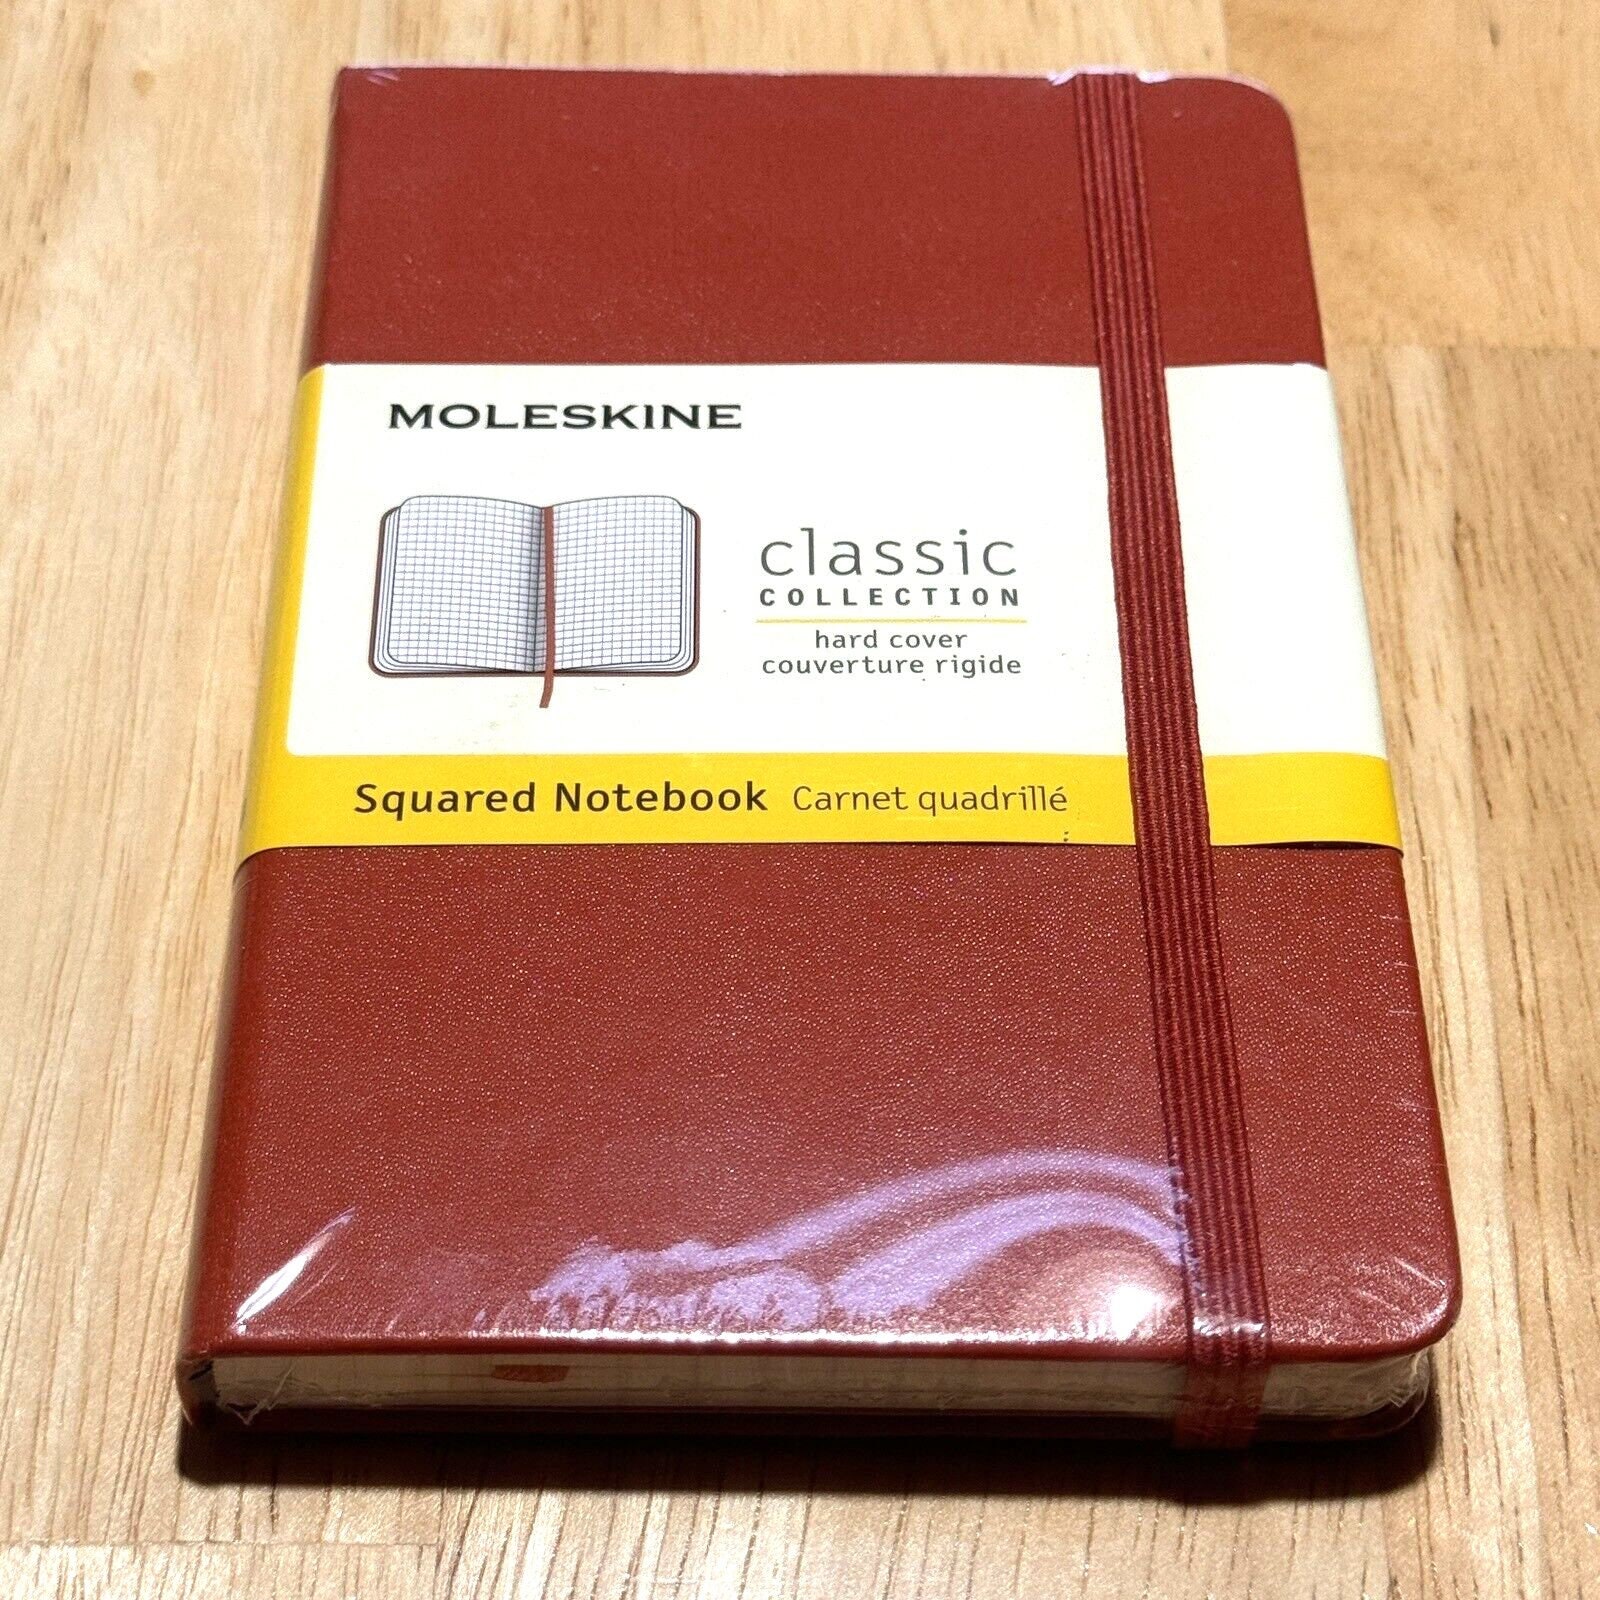 MOLESKINE
classic
COLLECTION
hard cover
couverture rigide
Squared Notebook Carnet quadrillé